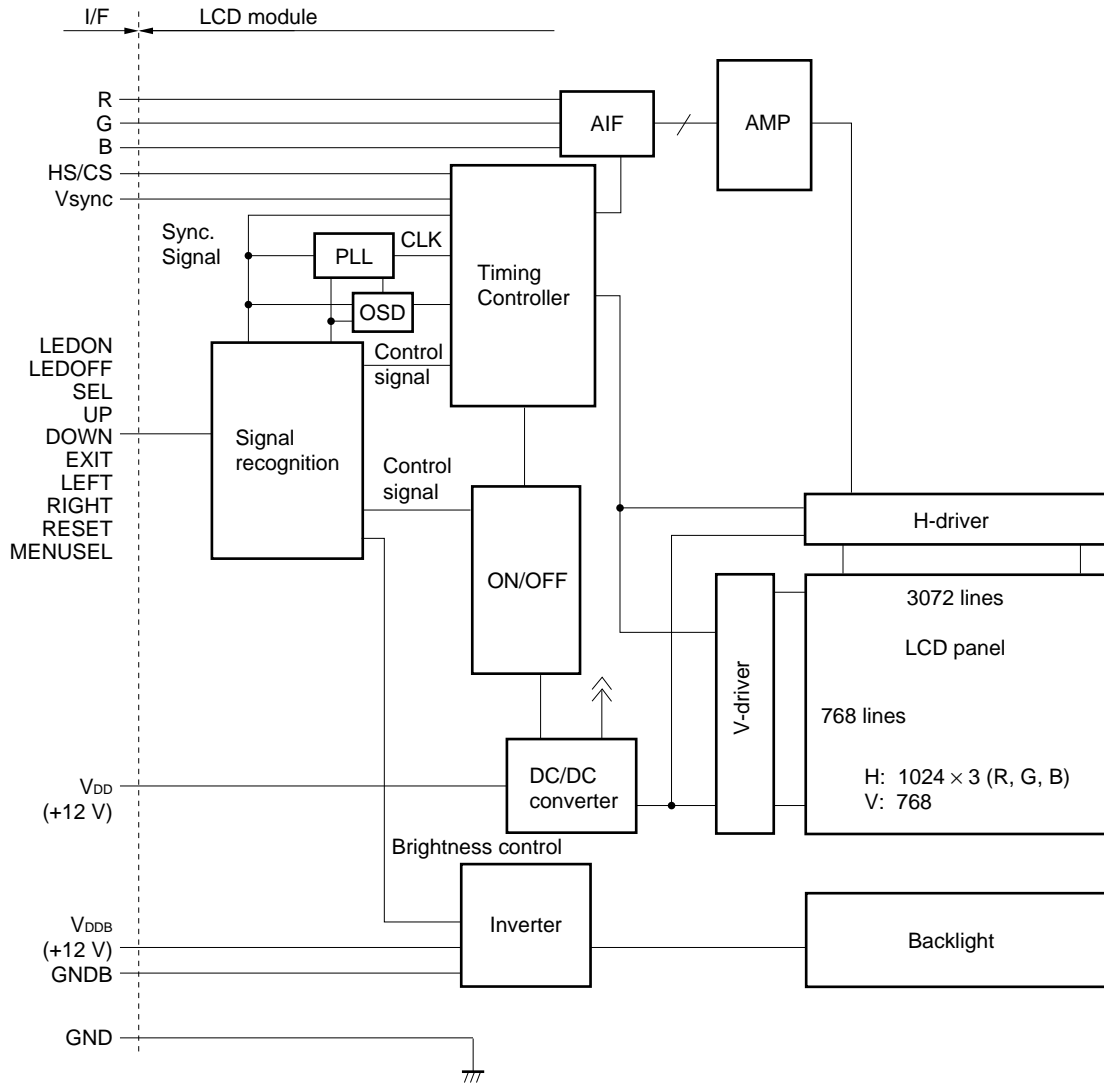 I/F
LCD module
R
G
B
AIF
AMP
HS/CS
Vsync
Sync.
Signal
PLL
CLK
OSD
Timing
Controller
LEDON
LEDOFF
SEL
UP
DOWN
EXIT
LEFT
RIGHT
RESET
MENUSEL
Signal
recognition
Control
signal
Control
signal
ON/OFF
H-driver
V-driver
3072 lines
LCD panel
768 lines
H: 1024 × 3 (R, G, B)
V: 768
VDD
(+12 V)
DC/DC
converter
Brightness control
VDDB
(+12 V)
GNDB
Inverter
Backlight
GND